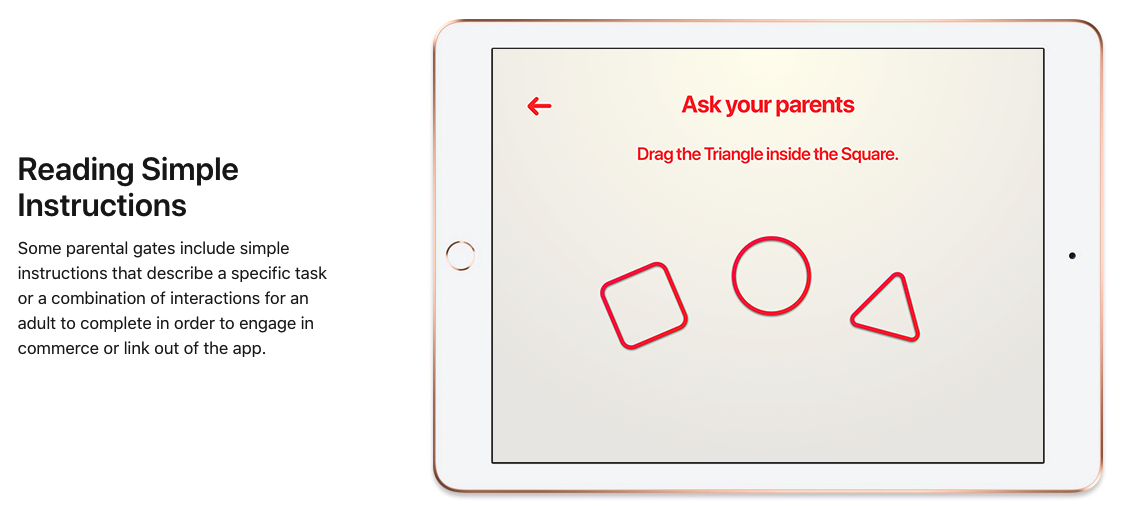 Reading Simple
Instructions
Some parental gates include simple
instructions that describe a specific task
or a combination of interactions for an
adult to complete in order to engage in
commerce or link out of the app.
Ask your parents
Drag the Triangle inside the Square.